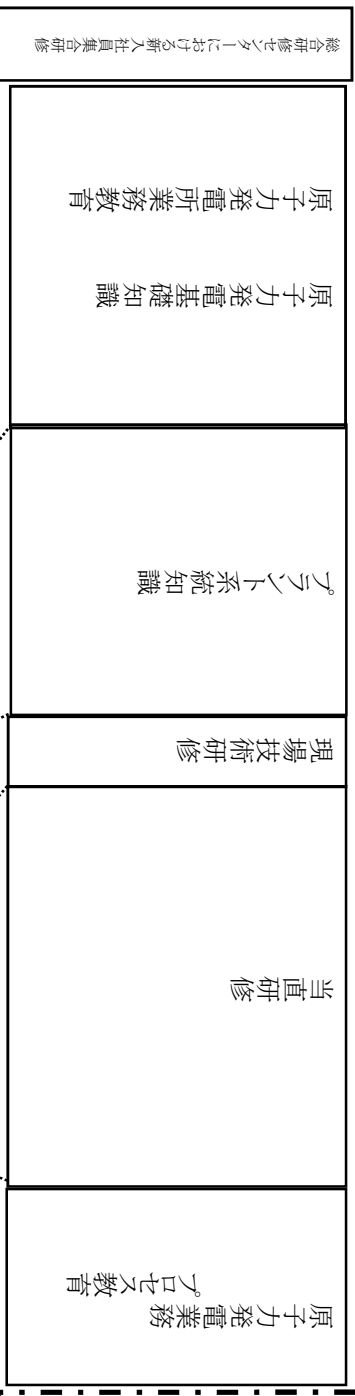 総合研修センターにおける新入社員集合研修
原子力発電所業務教育
原子力発電基礎知識
プラント系統知識
現場技術研修
当直研修
原子力発電業務
プロセス教育